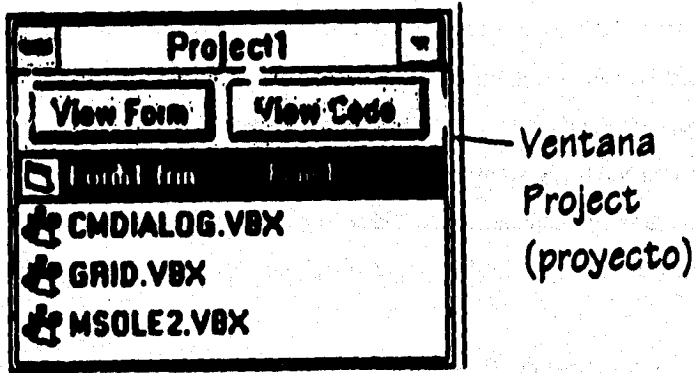 Project1
View Form View Code
CMDIALOG.VBX
GRID.VBX
MSOLE2.VBX
Ventana
Project
(proyecto)